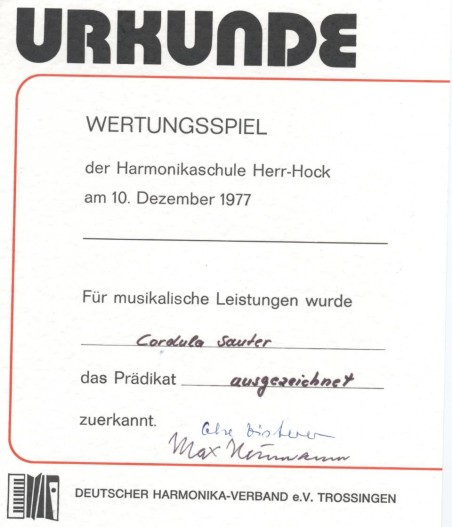 URKUNDE
WERTUNGSSPIEL
der Harmonikaschule Herr-Hock
am 10. Dezember 1977
Für musikalische Leistungen wurde
Cordula Sauter
das Prädikat ausgezeichnet
zuerkannt.
Max
DEUTSCHER HARMONIKA-VERBAND e.V. TROSSINGEN